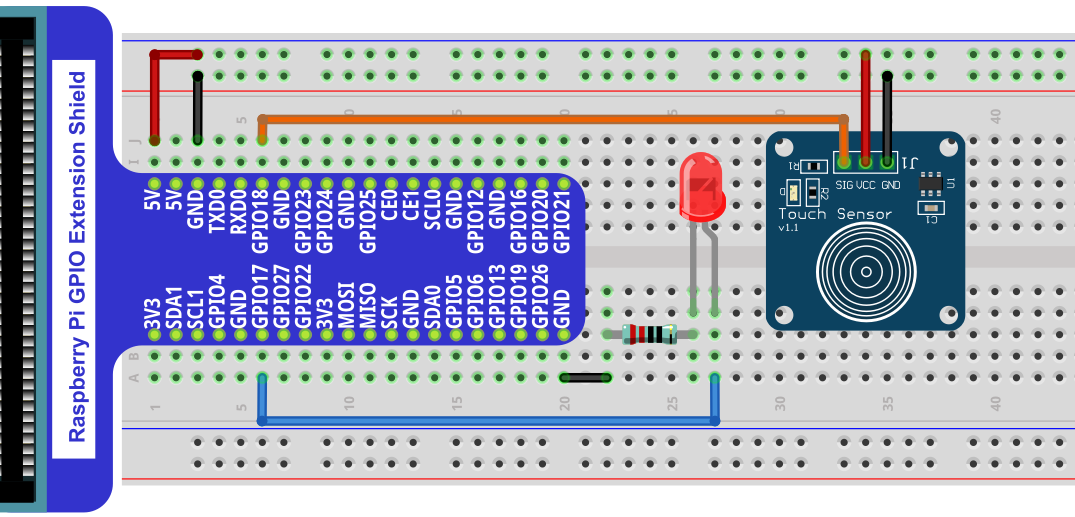 Raspberry Pi GPIO Extension Shield
5 10 15 20 25 30 35 40
J
I
5V 5V GND TXD0 RXD0 GPIO18 GND GPIO23 GPIO24 GND GPIO25 CE0 CE1 SCL0 GND GPIO12 GND GPIO16 GPIO20 GPIO21
3V3 SDA1 SCL1 GPIO4 GND GPIO17 GPIO27 GPIO22 3V3 MOSI MISO SCK GND SDA0 GPIO5 GPIO6 GPIO13 GPIO19 GPIO26 GND
B
A
1 5 10 15 20 25 30 35 40
R1
J1
SIG VCC GND
U1
D
R2
C1
Touch Sensor
v1.1